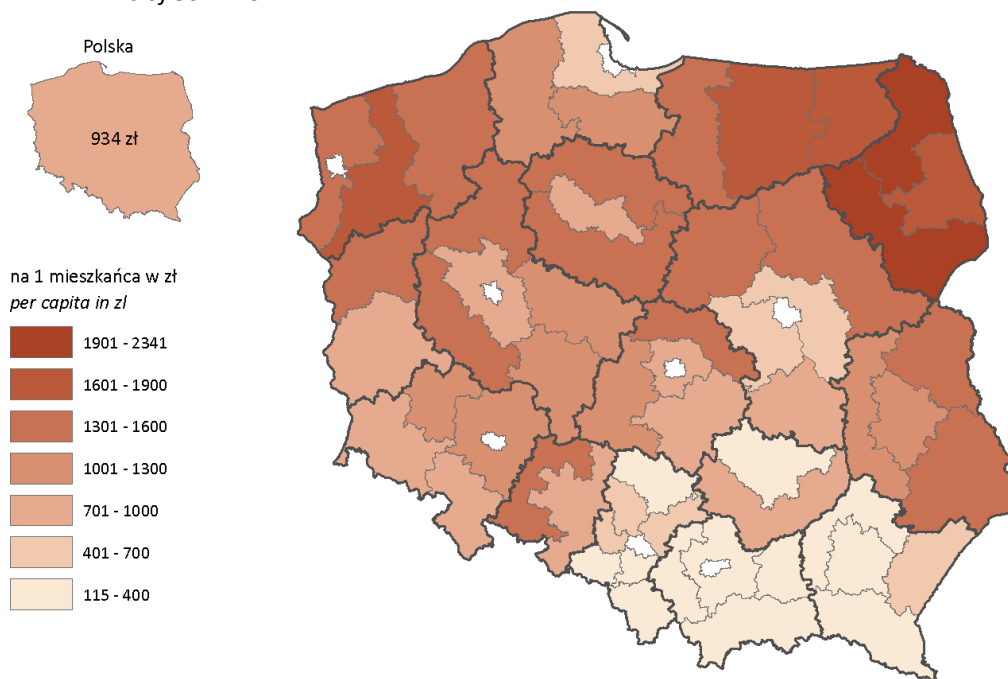 Polska
934 zł
na 1 mieszkańca w zł
per capita in zl
1901 - 2341
1601 - 1900
1301 - 1600
1001 - 1300
701 - 1000
401 - 700
115 - 400